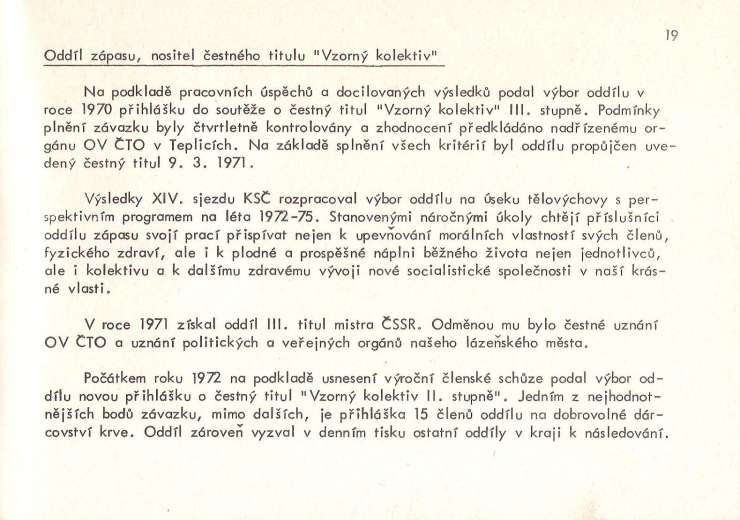 19
Oddíl zápasu, nositel čestného titulu "Vzorný kolektiv"
Na podkladě pracovních úspěchů a docilovaných výsledků podal výbor oddílu v
roce 1970 přihlášku do soutěže o čestný titul "Vzorný kolektiv" III. stupně. Podmínky
plnění závazku byly čtvrtletně kontrolovány a zhodnocení předkládáno nadřízenému or-
gánu OV ČTO v Teplicích. Na základě splnění všech kritérií byl oddílu propůjčen uve-
dený čestný titul 9. 3. 1971.
Výsledky XIV. sjezdu KSČ rozpracoval výbor oddílu na úseku tělovýchovy s per-
spektivním programem na léta 1972-75. Stanovenými náročnými úkoly chtějí příslušníci
oddílu zápasu svojí prací přispívat nejen k upevňování morálních vlastností svých členů,
fyzického zdraví, ale i k plodné a prospěšné náplni běžného života nejen jednotlivců,
ale i kolektivu a k dalšímu zdravému vývoji nové socialistické společnosti v naší krás-
né vlasti.
V roce 1971 získal oddíl III. titul mistra ČSSR. Odměnou mu bylo čestné uznání
OV ČTO a uznání politických a veřejných orgánů našeho lázeňského města.
Počátkem roku 1972 na podkladě usnesení výroční členské schůze podal výbor od-
dílu novou přihlášku o čestný titul "Vzorný kolektiv II. stupně". Jedním z nejhodnot-
nějších bodů závazku, mimo dalších, je přihláška 15 členů oddílu na dobrovolné dár-
covství krve. Oddíl zároveň vyzval v denním tisku ostatní oddíly v kraji k následování.